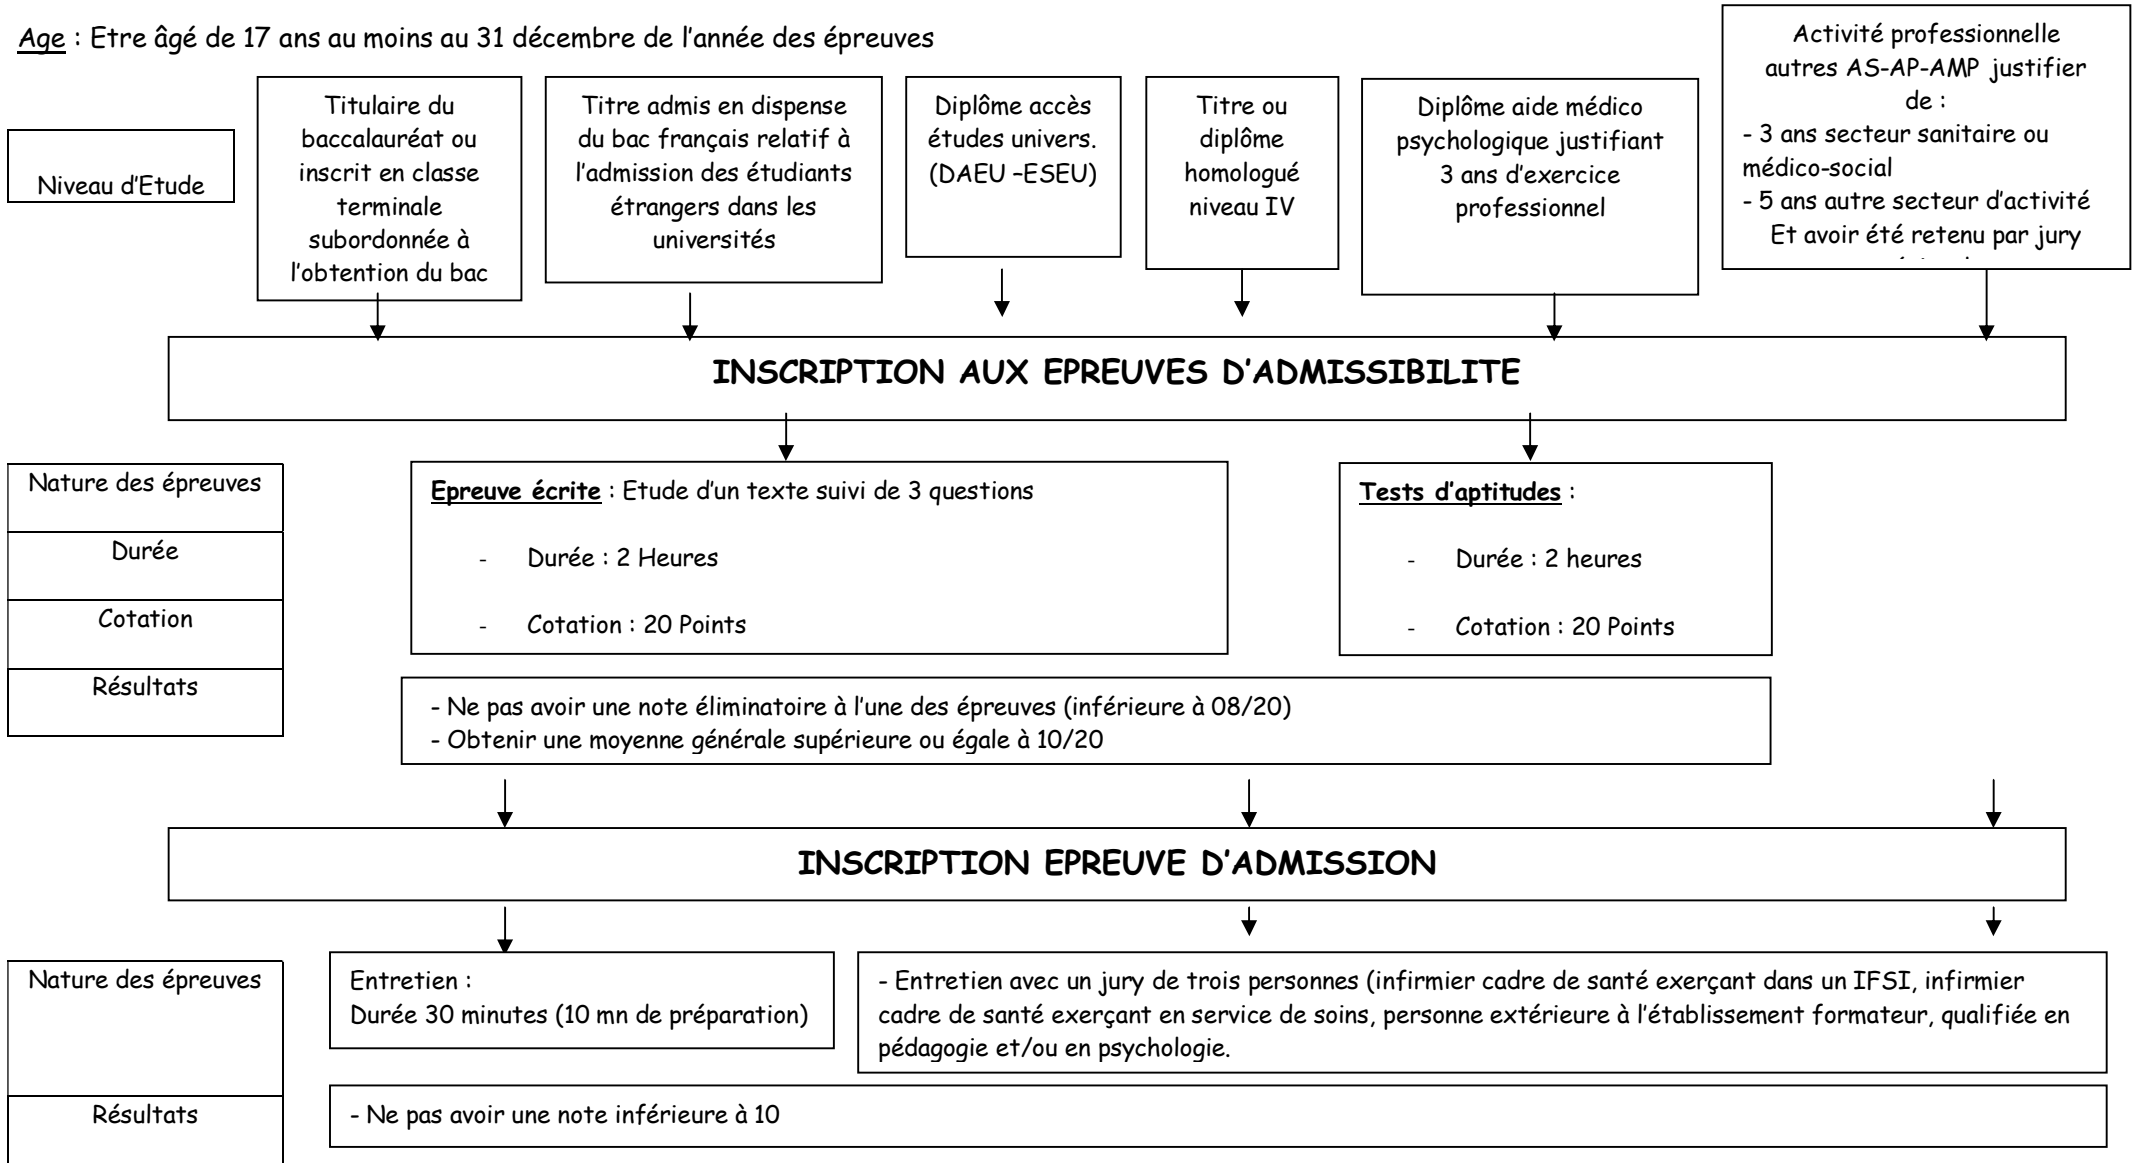 Age : Etre âgé de 17 ans au moins au 31 décembre de l'année des épreuves
Niveau d'Etude
Titulaire du
baccalauréat ou
inscrit en classe
terminale
subordonnée à
l'obtention du bac
Titre admis en dispense
du bac français relatif à
l'admission des étudiants
étrangers dans les
universités
Diplôme accès
études univers.
(DAEU –ESEU)
Titre ou
diplôme
homologué
niveau IV
Diplôme aide médico
psychologique justifiant
3 ans d'exercice
professionnel
Activité professionnelle
autres AS-AP-AMP justifier
de :
- 3 ans secteur sanitaire ou
médico-social
- 5 ans autre secteur d'activité
Et avoir été retenu par jury
INSCRIPTION AUX EPREUVES D'ADMISSIBILITE
Nature des épreuves
Durée
Cotation
Résultats
Epreuve écrite : Etude d'un texte suivi de 3 questions
- Durée : 2 Heures
- Cotation : 20 Points
Tests d'aptitudes :
- Durée : 2 heures
- Cotation : 20 Points
- Ne pas avoir une note éliminatoire à l'une des épreuves (inférieure à 08/20)
- Obtenir une moyenne générale supérieure ou égale à 10/20
INSCRIPTION EPREUVE D'ADMISSION
Nature des épreuves
Résultats
Entretien :
Durée 30 minutes (10 mn de préparation)
- Entretien avec un jury de trois personnes (infirmier cadre de santé exerçant dans un IFSI, infirmier
cadre de santé exerçant en service de soins, personne extérieure à l'établissement formateur, qualifiée en
pédagogie et/ou en psychologie.
- Ne pas avoir une note inférieure à 10